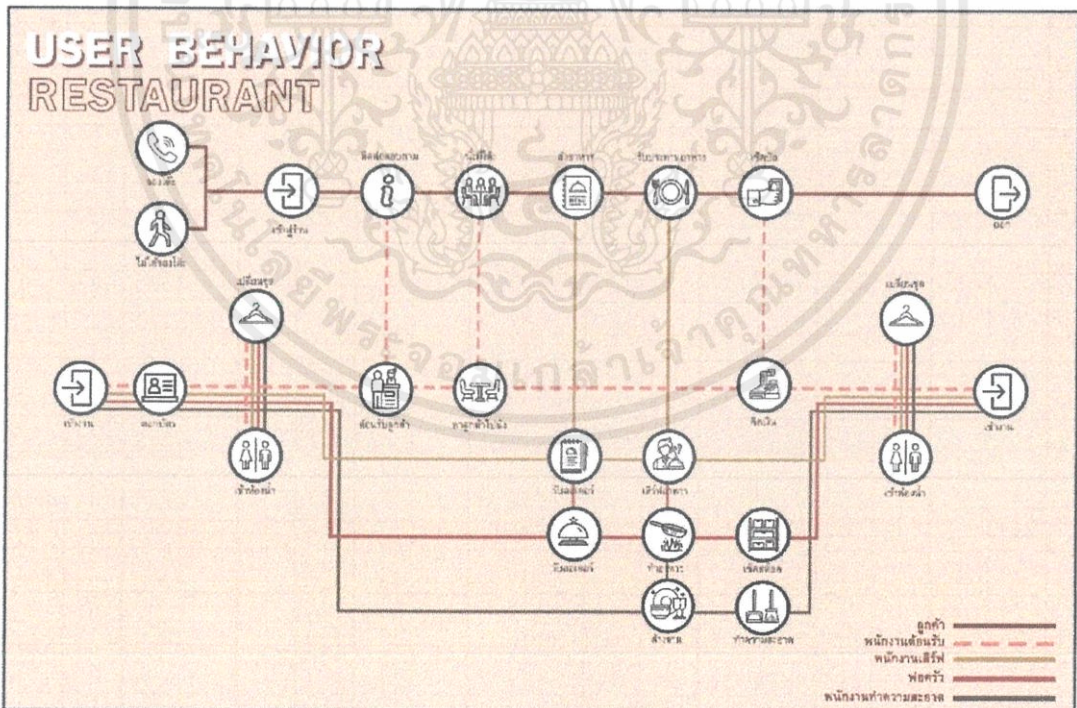 USER BEHAVIOR
RESTAURANT
จองโต๊ะ
ไม่ได้จองโต๊ะ
เข้าสู่ร้าน
ติดต่อสอบถาม
นั่งที่โต๊ะ
สั่งอาหาร
MENU
รับประทานอาหาร
เช็คบิล
ออก
เปลี่ยนชุด
เปลี่ยนชุด
เข้างาน
ตอกบัตร
ต้อนรับลูกค้า
พาลูกค้าไปนั่ง
คิดเงิน
เข้างาน
เข้าห้องน้ำ
รับออเดอร์
เสิร์ฟอาหาร
เข้าห้องน้ำ
รับออเดอร์
ทำอาหาร
เช็คสต็อค
ล้างจาน
ทำความสะอาด
ลูกค้า
พนักงานต้อนรับ
พนักงานเสิร์ฟ
พ่อครัว
พนักงานทำความสะอาด